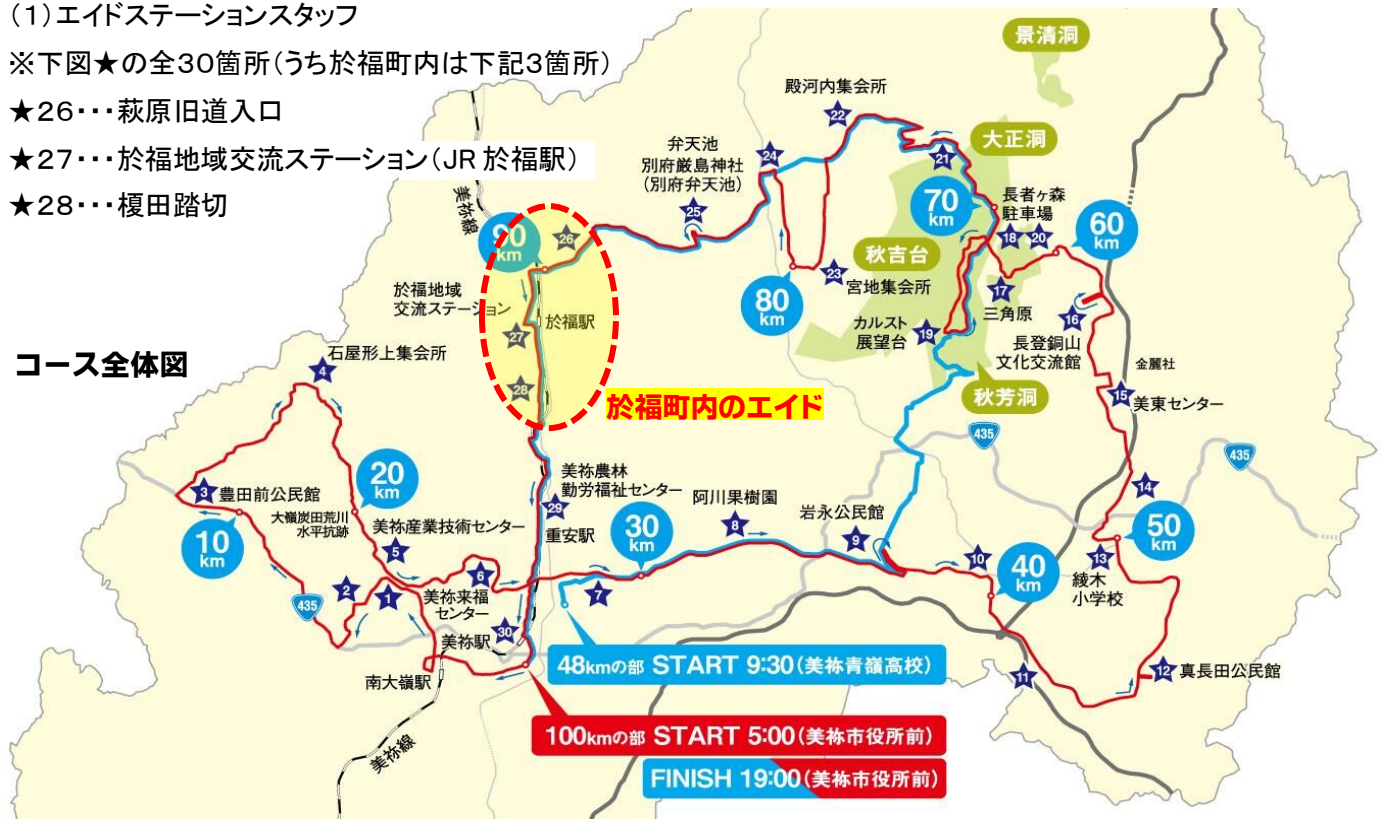 (1)エイドステーションスタッフ
※下図★の全30箇所(うち於福町内は下記3箇所)
★26・・・萩原旧道入口
★27・・・於福地域交流ステーション(JR 於福駅)
★28・・・榎田踏切
コース全体図
景清洞
大正洞
殿河内集会所
22
21
弁天池
別府厳島神社
(別府弁天池)
24
25
美祢線
90
km
26
70
km
長者ヶ森
駐車場
18
20
60
km
秋吉台
23
宮地集会所
80
km
17
三角原
於福地域
交流ステーション
於福駅
27
28
カルスト
展望台
19
16
長登銅山
文化交流館
金麗社
15
美東センター
秋芳洞
於福町内のエイド
石屋形上集会所
4
435
435
14
20
km
3
豊田前公民館
大嶺炭田荒川
水平抗跡
10
km
美祢産業技術センター
5
美祢農林
勤労福祉センター
29
重安駅
30
km
阿川果樹園
8
岩永公民館
9
50
km
13
綾木
小学校
10
40
km
2
1
6
美祢来福
センター
7
435
30
美祢駅
南大嶺駅
美祢線
11
12
真長田公民館
48kmの部 START 9:30(美祢青嶺高校)
100kmの部 START 5:00(美祢市役所前)
FINISH 19:00(美祢市役所前)